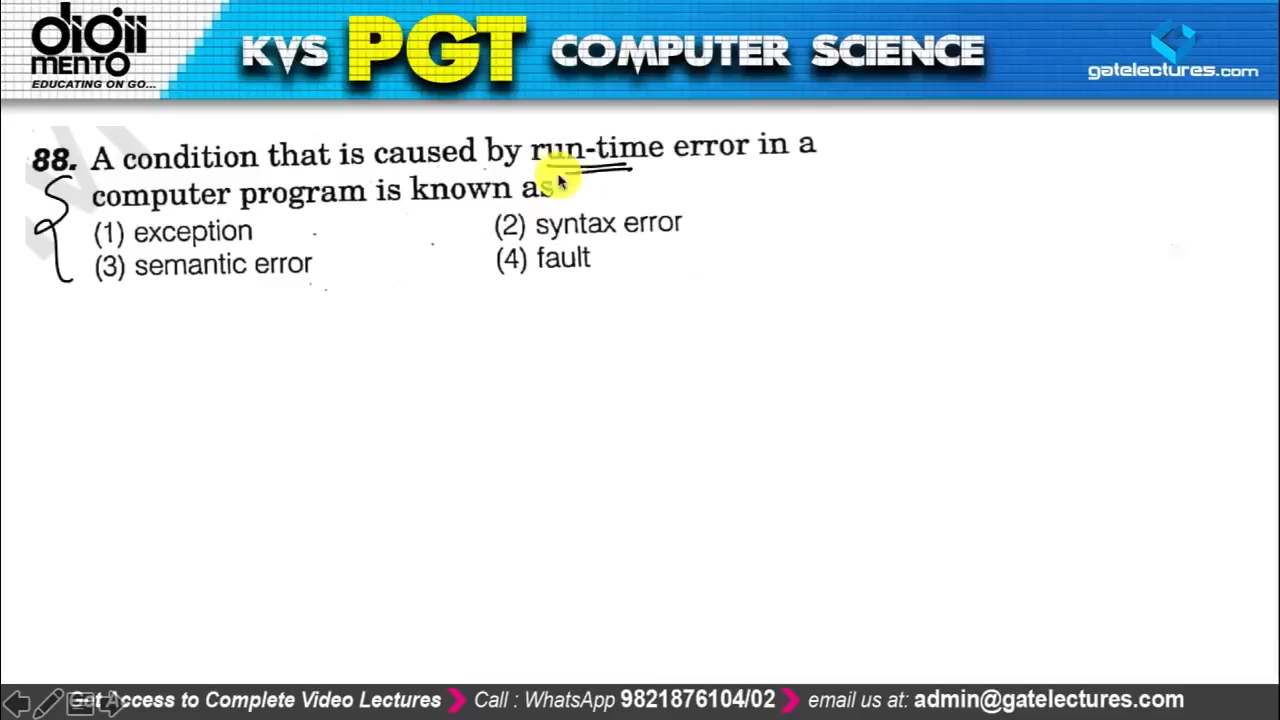 digii
MENTO
EDUCATING ON GO...
KVS PGT COMPUTER SCIENCE
gatelectures.com
88. A condition that is caused by run-time error in a
computer program is known as
(1) exception (2) syntax error
(3) semantic error (4) fault
Get Access to Complete Video Lectures Call : WhatsApp 9821876104/02 email us at: admin@gatelectures.com